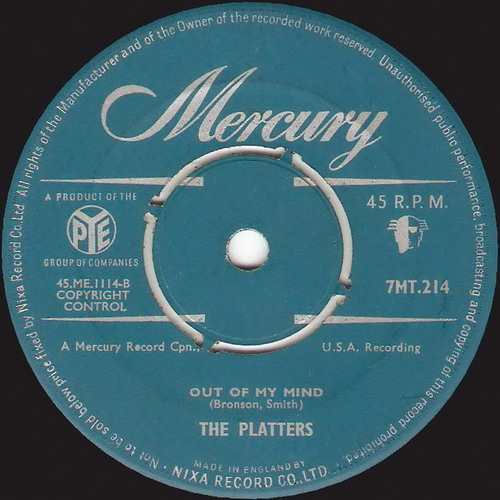 All rights of the Manufacturer and of the Owner of the recorded work reserved. Unauthorised public performance, broadcasting and copying of this record prohibited.
Mercury
A PRODUCT OF THE
PYE
GROUP OF COMPANIES
45.ME.1114-B
COPYRIGHT
CONTROL
45 R.P.M.
7MT.214
A Mercury Record Cpn., U.S.A. Recording
OUT OF MY MIND
(Bronson, Smith)
THE PLATTERS
MADE IN ENGLAND BY
· NIXA RECORD CO., LTD. ·
Not to be sold below price fixed by Nixa Record Co. Ltd.